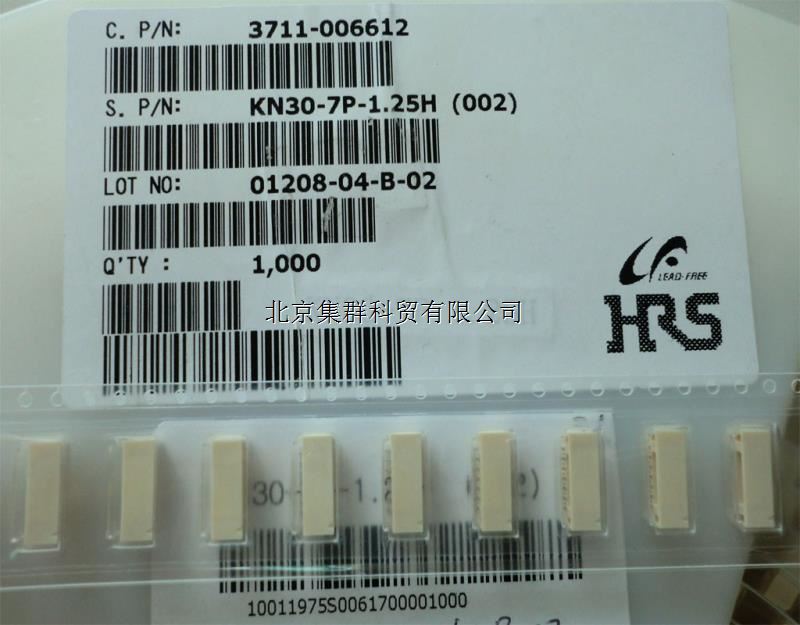 C. P/N: 3711-006612
S. P/N: KN30-7P-1.25H (002)
LOT NO: 01208-04-B-02
Q'TY : 1,000
LEAD-FREE
HRS
北京集群科贸有限公司
10011975S0061700001000